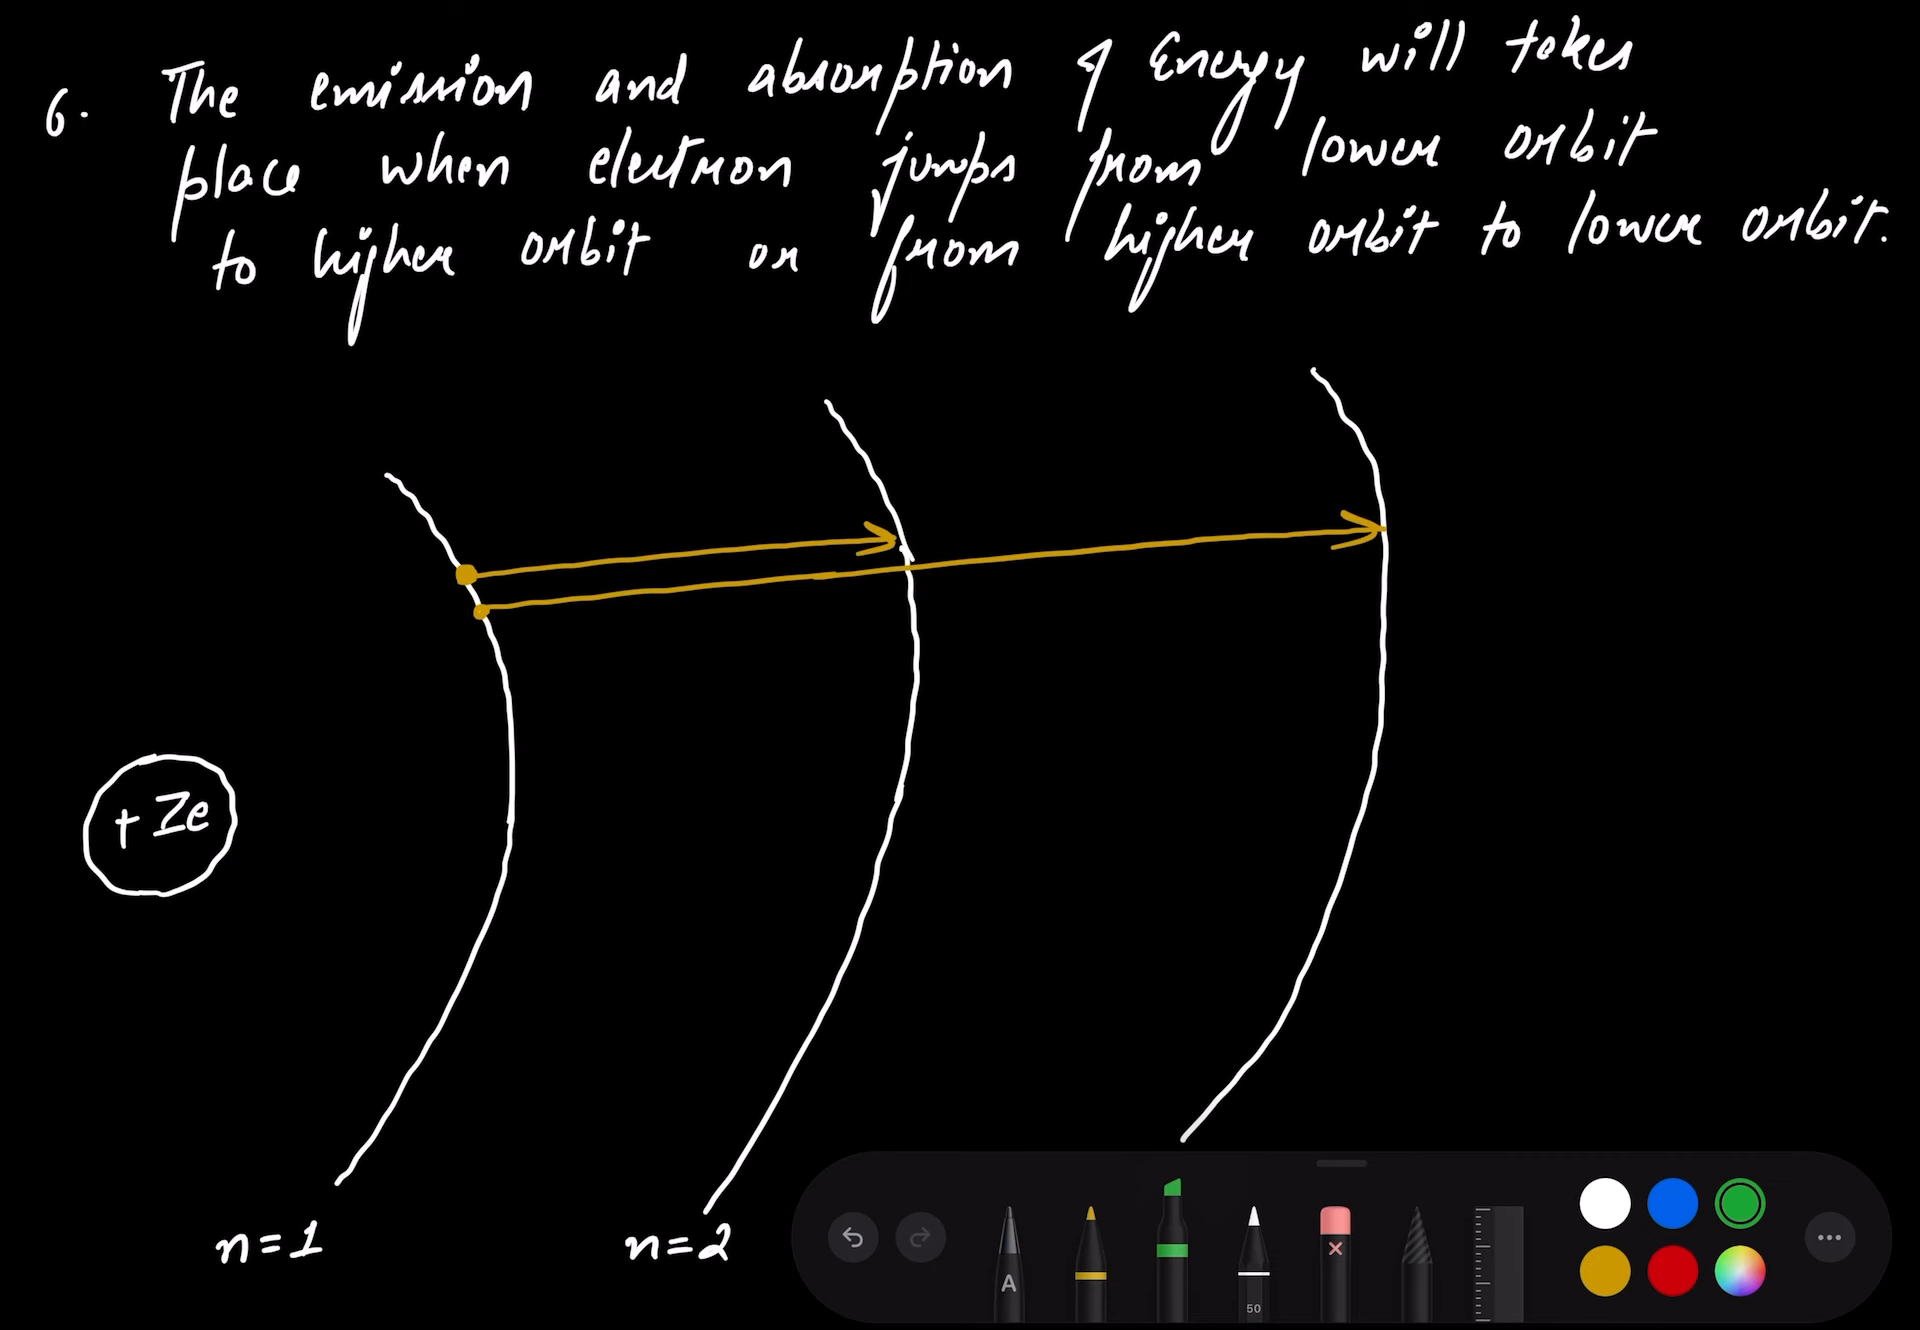 6. The emission and absorption of Energy will takes
place when electron jumps from lower orbit
to higher orbit or from higher orbit to lower orbit.
+ Ze
n=1
n=2
A
50